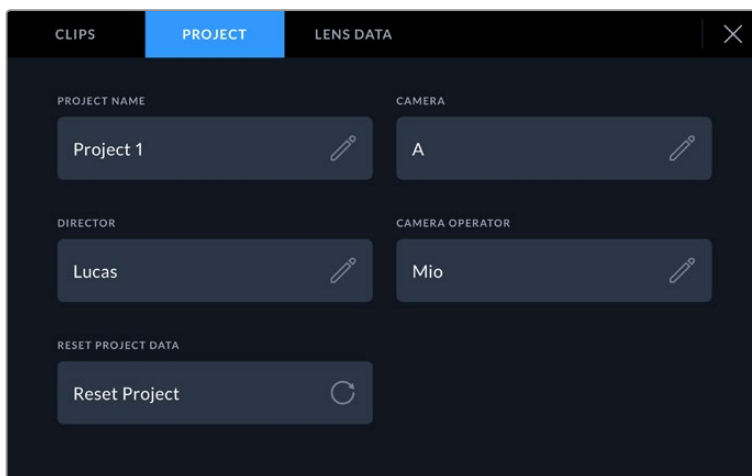 CLIPS PROJECT LENS DATA
PROJECT NAME CAMERA
Project 1 A
DIRECTOR CAMERA OPERATOR
Lucas Mio
RESET PROJECT DATA
Reset Project